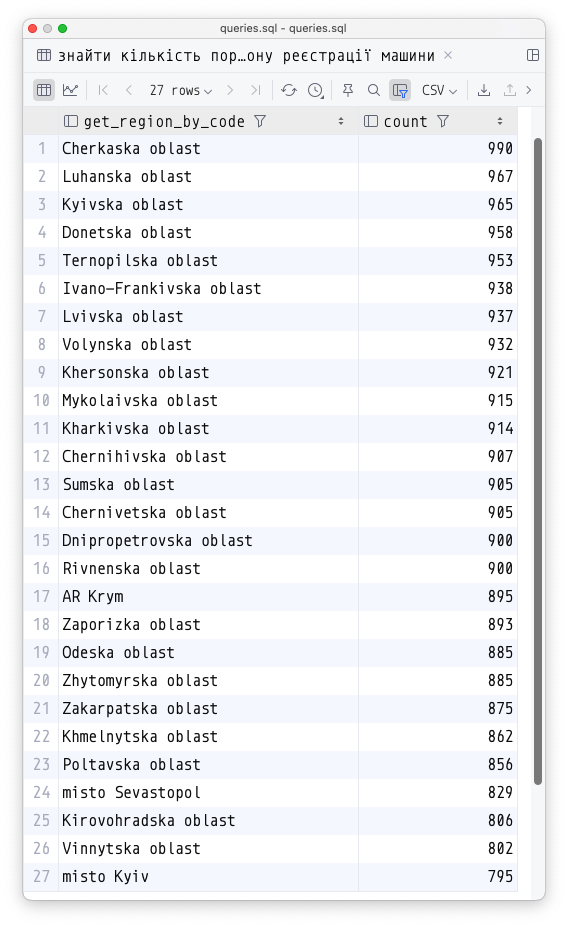 queries.sql - queries.sql
знайти кількість пор…ону реєстрації машини ×
27 rows CSV
get_region_by_code count
1 Cherkaska oblast 990
2 Luhanska oblast 967
3 Kyivska oblast 965
4 Donetska oblast 958
5 Ternopilska oblast 953
6 Ivano-Frankivska oblast 938
7 Lvivska oblast 937
8 Volynska oblast 932
9 Khersonska oblast 921
10 Mykolaivska oblast 915
11 Kharkivska oblast 914
12 Chernihivska oblast 907
13 Sumska oblast 905
14 Chernivetska oblast 905
15 Dnipropetrovska oblast 900
16 Rivnenska oblast 900
17 AR Krym 895
18 Zaporizka oblast 893
19 Odeska oblast 885
20 Zhytomyrska oblast 885
21 Zakarpatska oblast 875
22 Khmelnytska oblast 862
23 Poltavska oblast 856
24 misto Sevastopol 829
25 Kirovohradska oblast 806
26 Vinnytska oblast 802
27 misto Kyiv 795